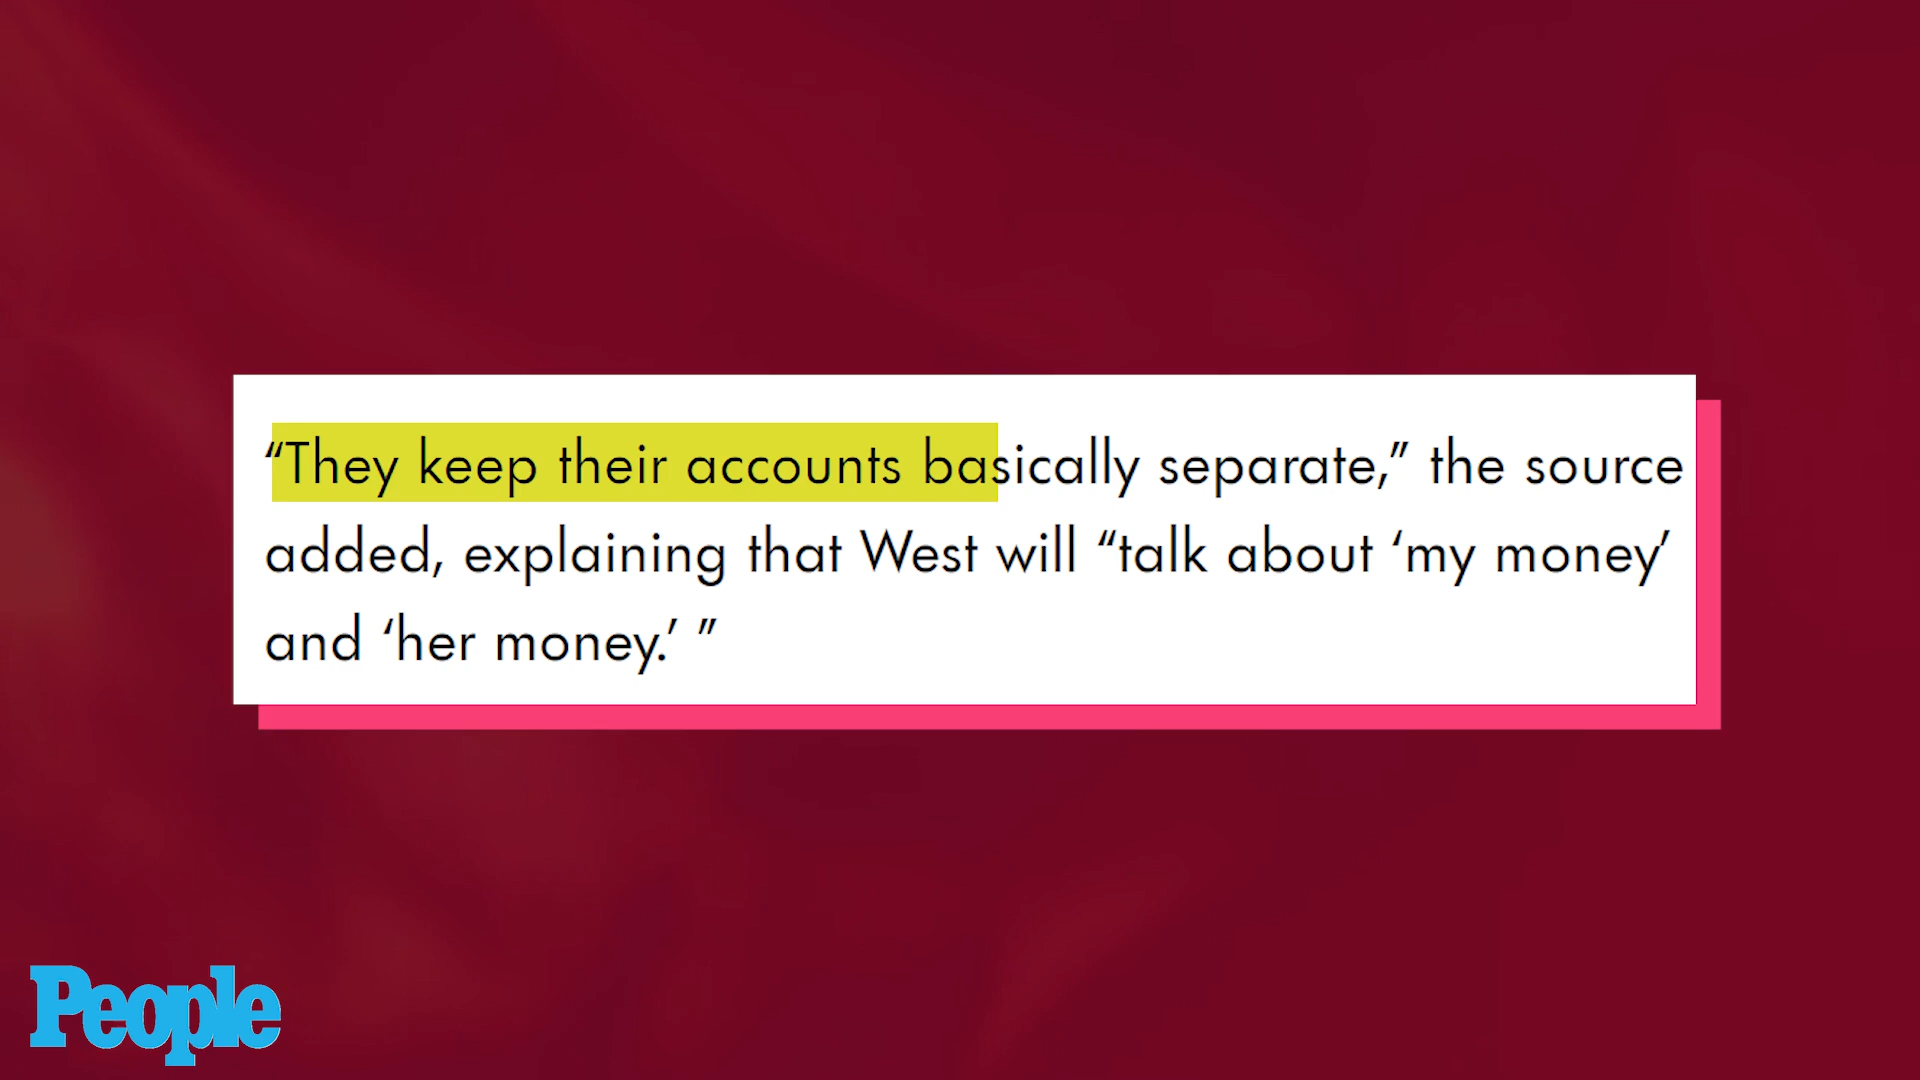 “They keep their accounts basically separate,” the source
added, explaining that West will “talk about ‘my money’
and ‘her money.’ ”
People